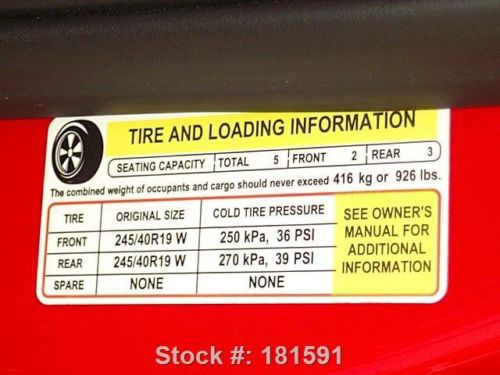 TIRE AND LOADING INFORMATION
SEATING CAPACITY TOTAL 5 FRONT 2 REAR 3
The combined weight of occupants and cargo should never exceed 416 kg or 926 lbs.
TIRE ORIGINAL SIZE COLD TIRE PRESSURE
FRONT 245/40R19 W 250 kPa, 36 PSI
REAR 245/40R19 W 270 kPa, 39 PSI
SPARE NONE NONE
SEE OWNER'S
MANUAL FOR
ADDITIONAL
INFORMATION
Stock #: 181591